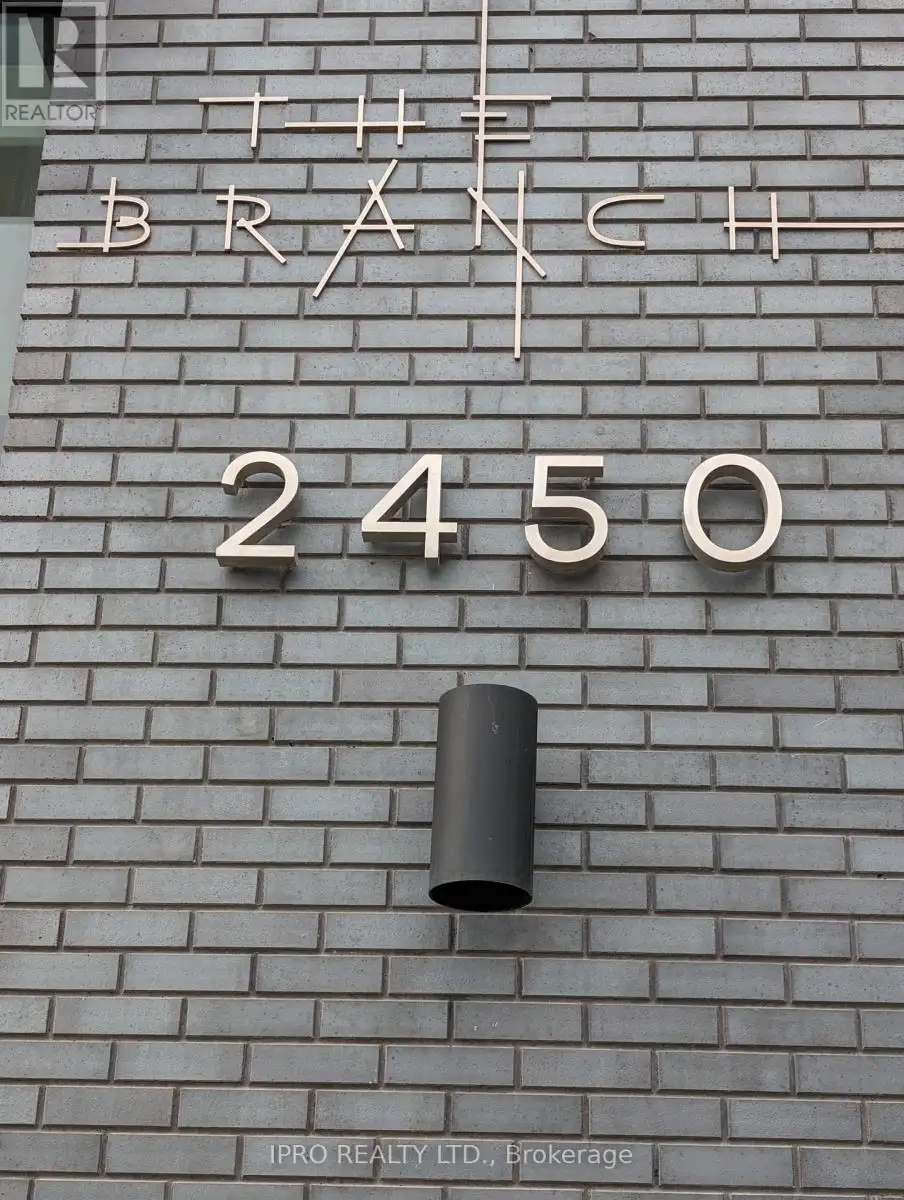 REALTOR®
THE
BRANCH
2450
IPRO REALTY LTD., Brokerage